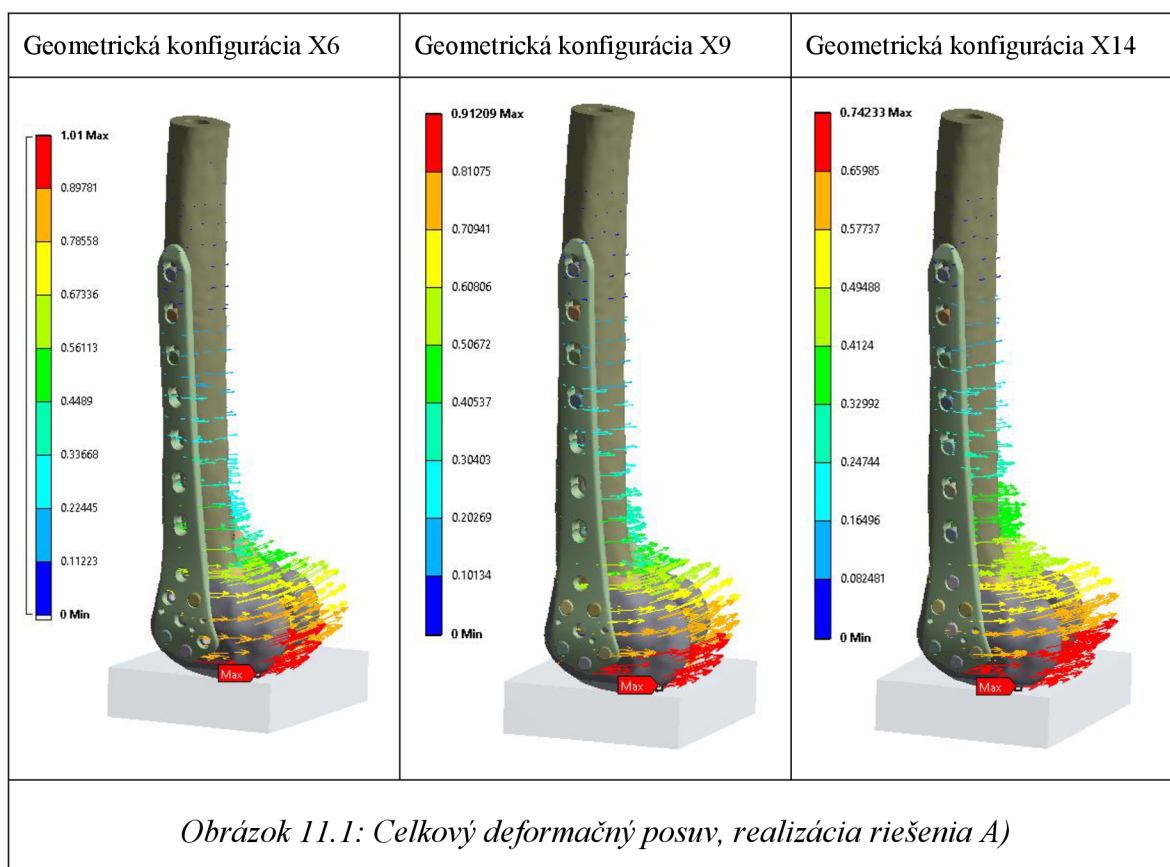 Geometrická konfigurácia X6
Geometrická konfigurácia X9
Geometrická konfigurácia X14
1.01 Max
0.89781
0.78558
0.67336
0.56113
0.4489
0.33668
0.22445
0.11223
0 Min
Max
0.91209 Max
0.81075
0.70941
0.60806
0.50672
0.40537
0.30403
0.20269
0.10134
0 Min
Max
0.74233 Max
0.65985
0.57737
0.49488
0.4124
0.32992
0.24744
0.16496
0.082481
0 Min
Max
Obrázok 11.1: Celkový deformačný posuv, realizácia riešenia A)